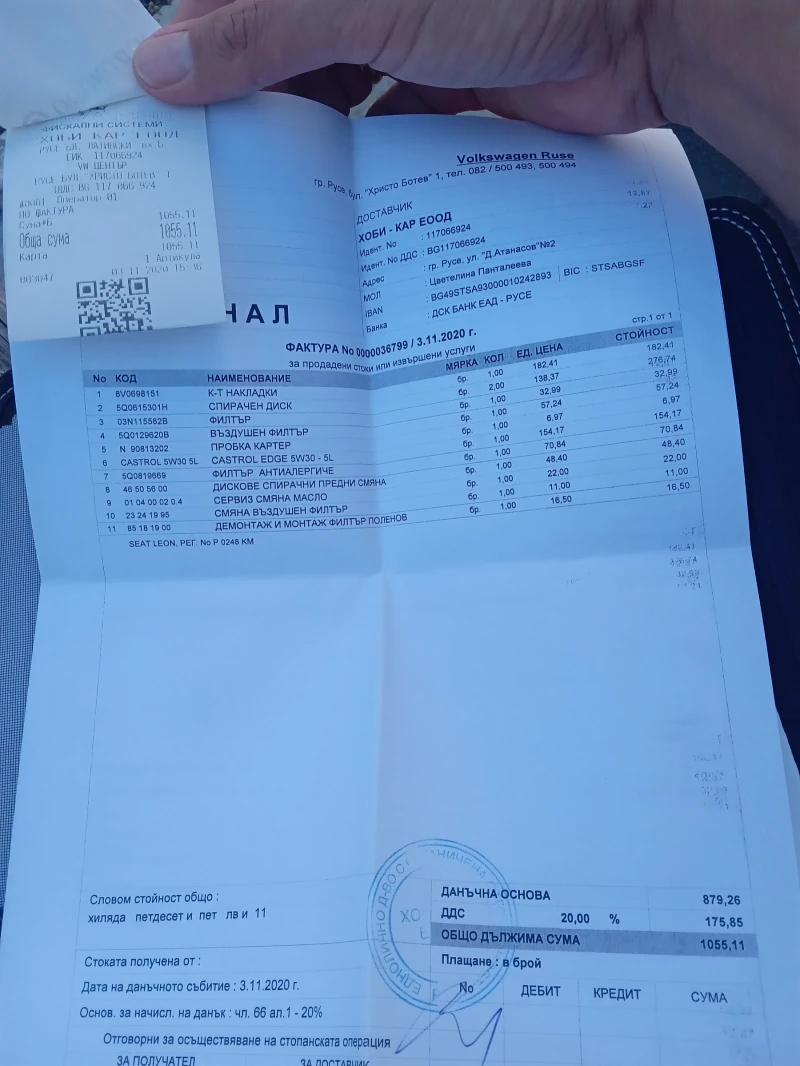 ФИСКАЛНИ СИСТЕМИ
ХОБИ КАР ЕООД
ЕИК 117066924
VW ЦЕНТЪР
РУСЕ БУЛ. ХРИСТО БОТЕВ 1
ЗДДС BG 117 066 924
#0001 Оператор 01
ПО ФАКТУРА 1055.11
Сума*Б
Обща сума 1055.11
Карта 1055.11
1 Артикула
003047 03-11-2020
Volkswagen Ruse
гр. Русе, бул. "Христо Ботев" 1, тел. 082 / 500 493, 500 494
ДОСТАВЧИК
ХОБИ - КАР ЕООД
Идент. No : 117066924
Идент. No ДДС : BG117066924
Адрес : гр. Русе, ул. "Д.Атанасов"№2
МОЛ : Цветелина Панталеева
IBAN : BG49STSA93000010242893 BIC : STSABGSF
Банка : ДСК БАНК ЕАД - РУСЕ
НАЛ
ФАКТУРА No 0000036799 / 3.11.2020 г.
за продадени стоки или извършени услуги
стр.1 от 1
No КОД НАИМЕНОВАНИЕ МЯРКА КОЛ ЕД. ЦЕНА СТОЙНОСТ
1 8V0698151 К-Т НАКЛАДКИ бр. 1,00 182,41 182,41
2 5Q0615301H СПИРАЧЕН ДИСК бр. 2,00 138,37 276,74
3 03N115562B ФИЛТЪР бр. 1,00 32,99 32,99
4 5Q0129620B ВЪЗДУШЕН ФИЛТЪР бр. 1,00 57,24 57,24
5 N 90813202 ПРОБКА КАРТЕР бр. 1,00 6,97 6,97
6 CASTROL 5W30 5L CASTROL EDGE 5W30 - 5L бр. 1,00 154,17 154,17
7 5Q0819669 ФИЛТЪР АНТИАЛЕРГИЧЕ бр. 1,00 70,84 70,84
8 46 50 56 00 ДИСКОВЕ СПИРАЧНИ ПРЕДНИ СМЯНА бр. 1,00 48,40 48,40
9 01 04 00 02 0.4 СЕРВИЗ СМЯНА МАСЛО бр. 1,00 22,00 22,00
10 23 24 19 95 СМЯНА ВЪЗДУШЕН ФИЛТЪР бр. 1,00 11,00 11,00
11 85 18 19 00 ДЕМОНТАЖ И МОНТАЖ ФИЛТЪР ПОЛЕНОВ бр. 1,00 16,50 16,50
SEAT LEON, РЕГ. No P 0248 KM
Словом стойност общо :
хиляда петдесет и пет лв и 11
ДАНЪЧНА ОСНОВА 879,26
ДДС 20,00 % 175,85
ОБЩО ДЪЛЖИМА СУМА 1055,11
Плащане : в брой
No ДЕБИТ КРЕДИТ СУМА
Стоката получена от :
Дата на данъчното събитие : 3.11.2020 г.
Основ. за начисл. на данък : чл. 66 ал.1 - 20%
Отговорни за осъществяване на стопанската операция
ЗА ПОЛУЧАТЕЛ ЗА ДОСТАВЧИК